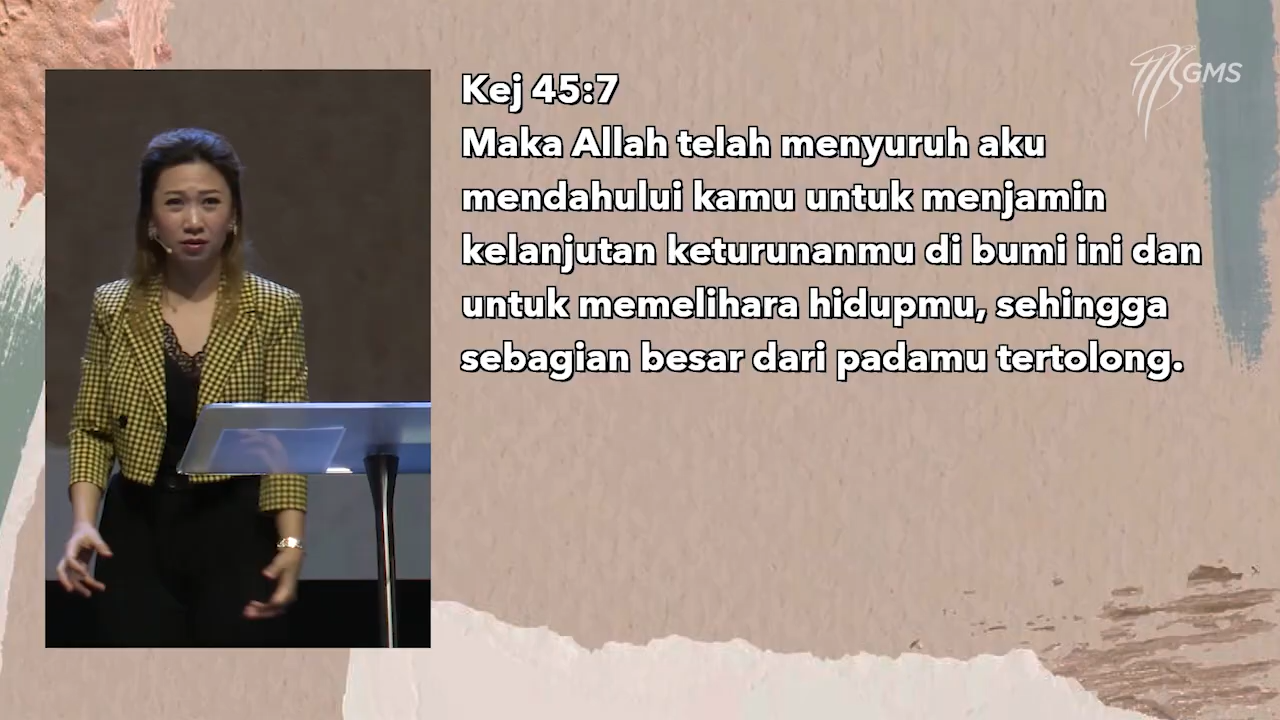 GMS
Kej 45:7
Maka Allah telah menyuruh aku
mendahului kamu untuk menjamin
kelanjutan keturunanmu di bumi ini dan
untuk memelihara hidupmu, sehingga
sebagian besar dari padamu tertolong.